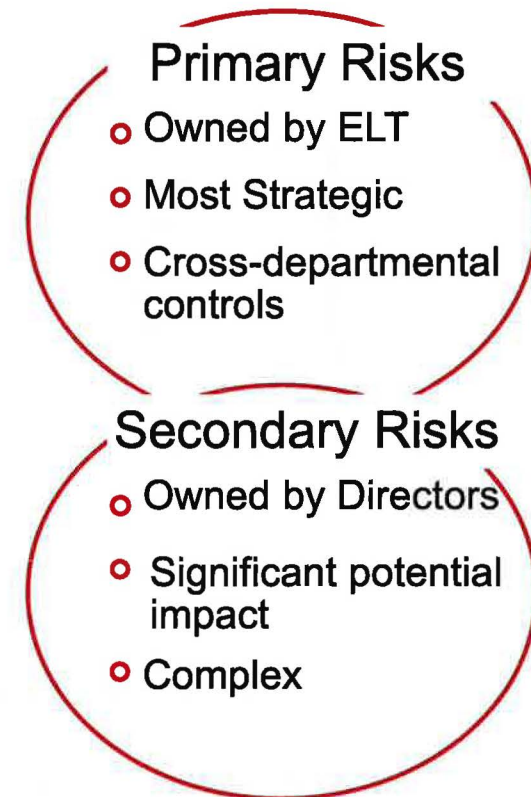 Primary Risks
Owned by ELT
Most Strategic
Cross-departmental
controls
Secondary Risks
Owned by Directors
Significant potential
impact
Complex